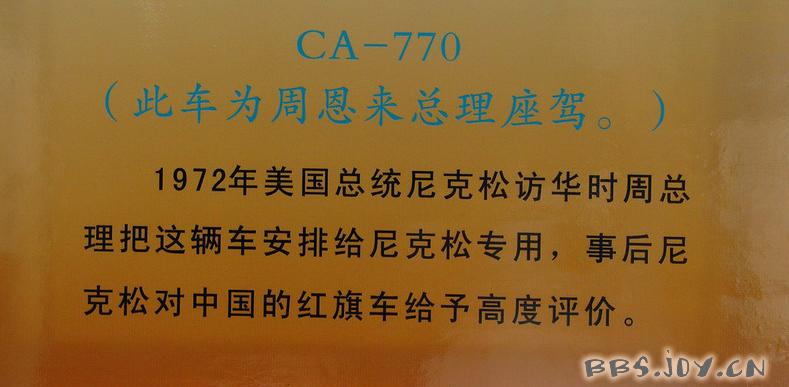 CA-770
(此车为周恩来总理座驾。)
1972年美国总统尼克松访华时周总
理把这辆车安排给尼克松专用，事后尼
克松对中国的红旗车给予高度评价。
BBS.JOY.CN